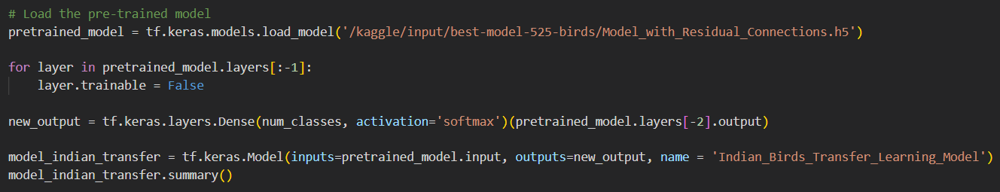 # Load the pre-trained model
pretrained_model = tf.keras.models.load_model('/kaggle/input/best-model-525-birds/Model_with_Residual_Connections.h5')
for layer in pretrained_model.layers[:-1]:
    layer.trainable = False
new_output = tf.keras.layers.Dense(num_classes, activation='softmax')(pretrained_model.layers[-2].output)
model_indian_transfer = tf.keras.Model(inputs=pretrained_model.input, outputs=new_output, name = 'Indian_Birds_Transfer_Learning_Model')
model_indian_transfer.summary()